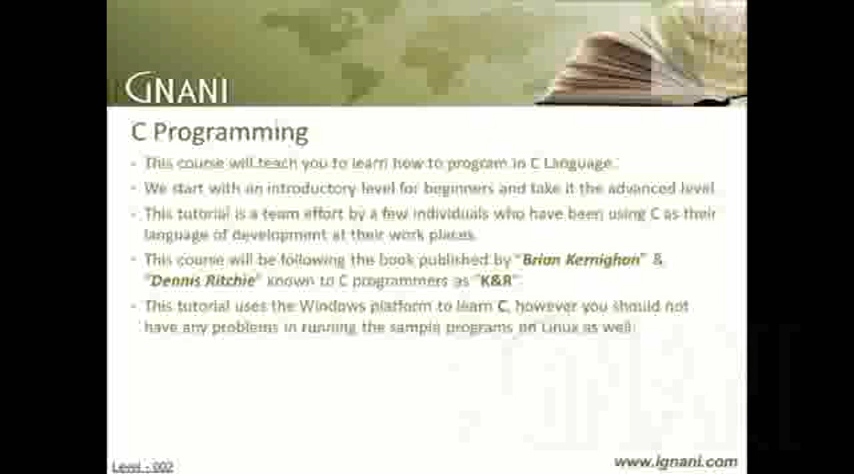 GNANI
C Programming
- This course will teach you to learn how to program in C Language.
- We start with an introductory level for beginners and take it the advanced level
- This tutorial is a team effort by a few individuals who have been using C as their
language of development at their work places.
- This course will be following the book published by "Brian Kernighan" &
"Dennis Ritchie" known to C programmers as "K&R"
- This tutorial uses the Windows platform to learn C, however you should not
have any problems in running the sample programs on Linux as well.
Level - 002
www.ignani.com